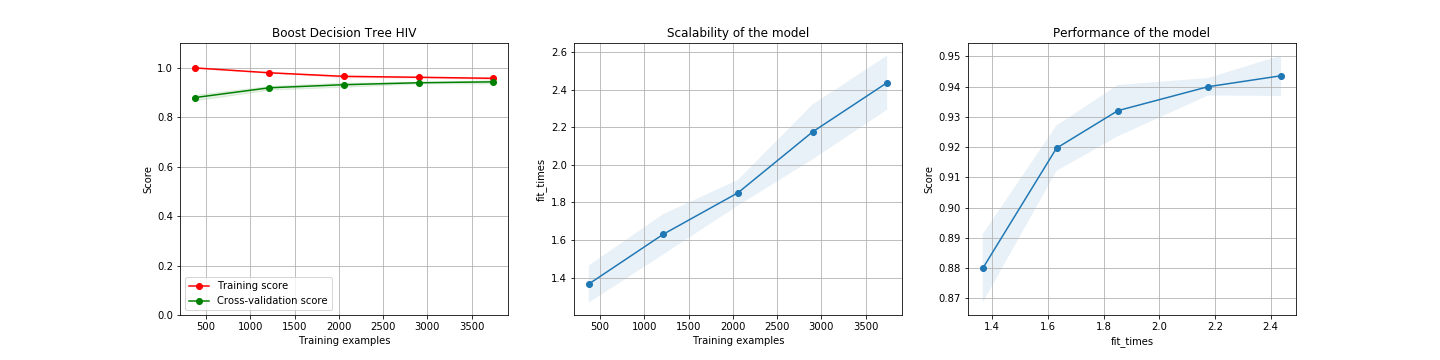 Boost Decision Tree HIV
Score
1.0
0.8
0.6
0.4
0.2
0.0
Training score
Cross-validation score
500 1000 1500 2000 2500 3000 3500
Training examples
Scalability of the model
fit_times
2.6
2.4
2.2
2.0
1.8
1.6
1.4
500 1000 1500 2000 2500 3000 3500
Training examples
Performance of the model
Score
0.95
0.94
0.93
0.92
0.91
0.90
0.89
0.88
0.87
1.4 1.6 1.8 2.0 2.2 2.4
fit_times